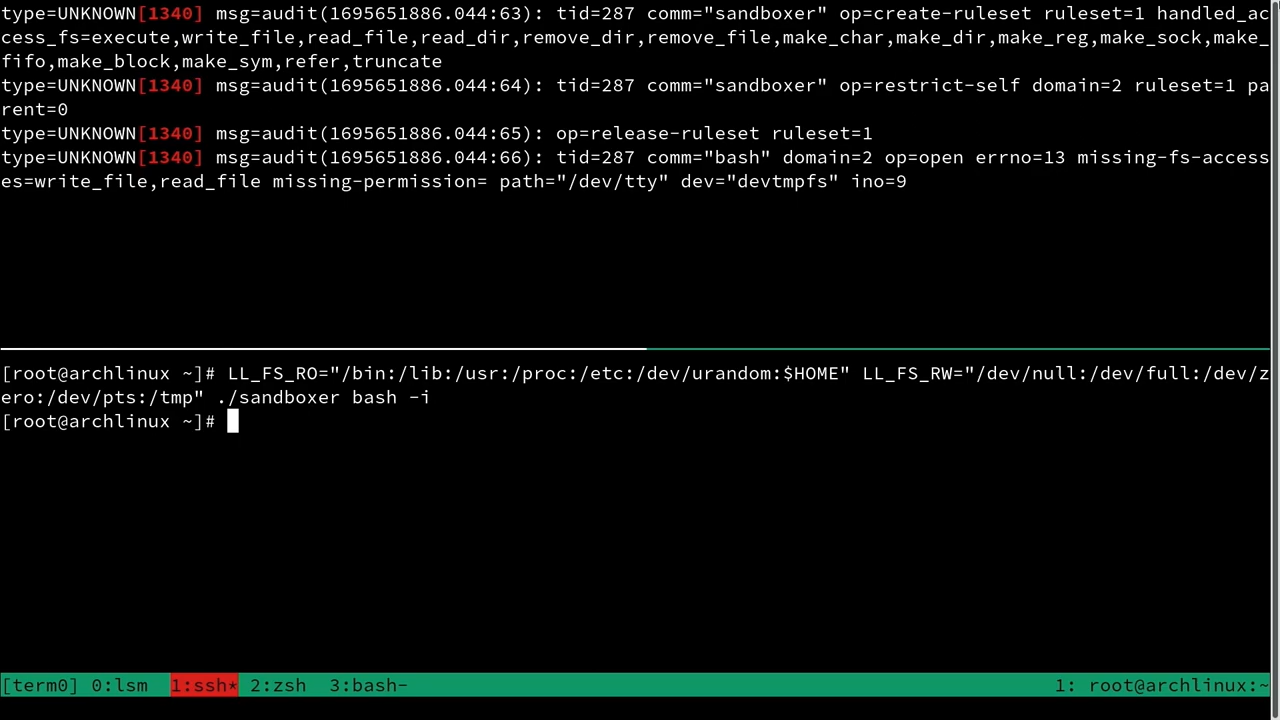 type=UNKNOWN[1340] msg=audit(1695651886.044:63): tid=287 comm="sandboxer" op=create-ruleset ruleset=1 handled_ac
cess_fs=execute,write_file,read_file,read_dir,remove_dir,remove_file,make_char,make_dir,make_reg,make_sock,make_
fifo,make_block,make_sym,refer,truncate
type=UNKNOWN[1340] msg=audit(1695651886.044:64): tid=287 comm="sandboxer" op=restrict-self domain=2 ruleset=1 pa
rent=0
type=UNKNOWN[1340] msg=audit(1695651886.044:65): op=release-ruleset ruleset=1
type=UNKNOWN[1340] msg=audit(1695651886.044:66): tid=287 comm="bash" domain=2 op=open errno=13 missing-fs-access
es=write_file,read_file missing-permission= path="/dev/tty" dev="devtmpfs" ino=9
[root@archlinux ~]# LL_FS_RO="/bin:/lib:/usr:/proc:/etc:/dev/urandom:$HOME" LL_FS_RW="/dev/null:/dev/full:/dev/z
ero:/dev/pts:/tmp" ./sandboxer bash -i
[root@archlinux ~]#
[term0] 0:lsm 1:ssh* 2:zsh 3:bash- 1: root@archlinux:~